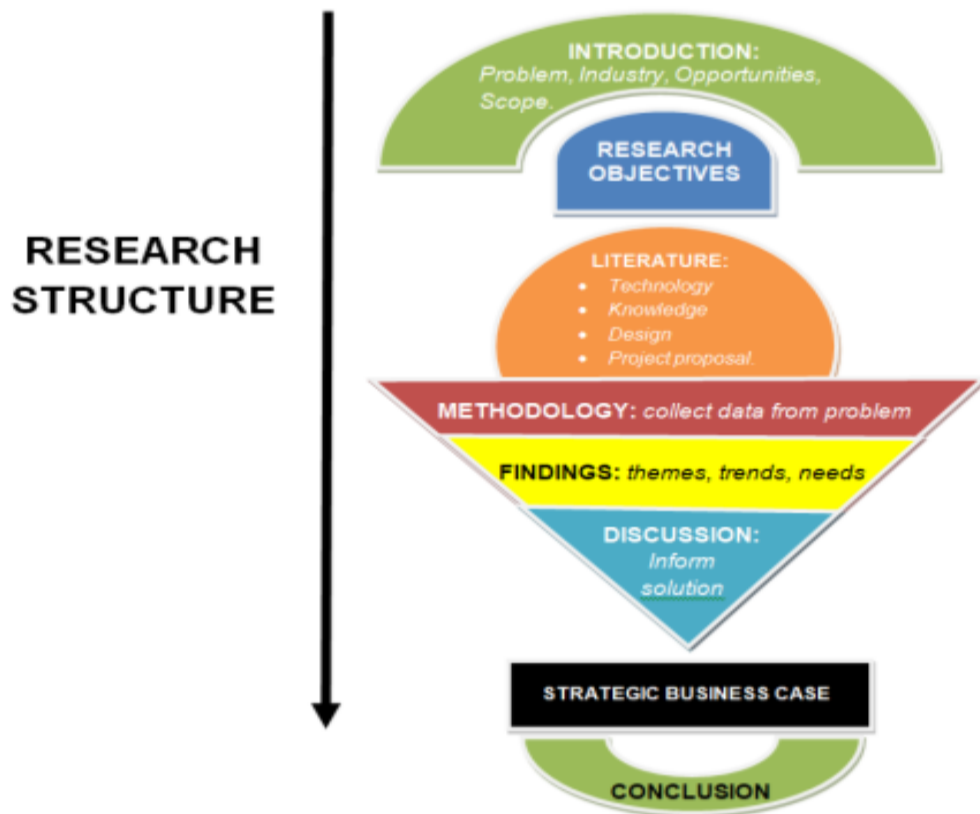 RESEARCH
STRUCTURE
INTRODUCTION:
Problem, Industry, Opportunities,
Scope.
RESEARCH
OBJECTIVES
LITERATURE:
• Technology
• Knowledge
• Design
• Project proposal.
METHODOLOGY: collect data from problem
FINDINGS: themes, trends, needs
DISCUSSION:
Inform
solution
STRATEGIC BUSINESS CASE
CONCLUSION